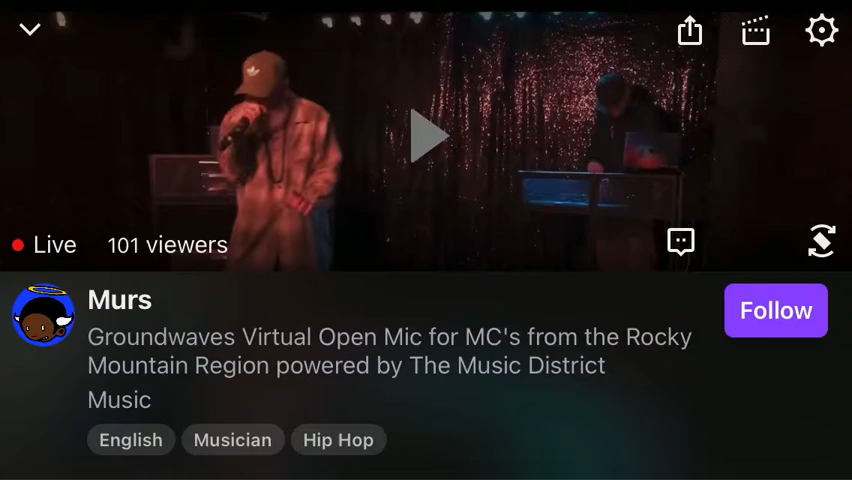 Live 101 viewers
Murs
Follow
Groundwaves Virtual Open Mic for MC's from the Rocky
Mountain Region powered by The Music District
Music
English Musician Hip Hop